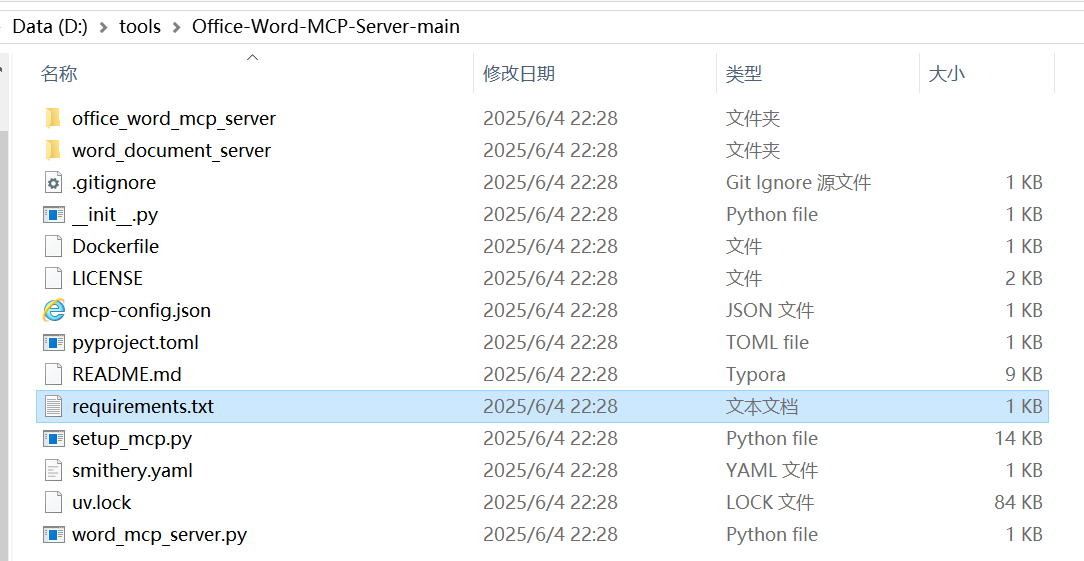 Data (D:) > tools > Office-Word-MCP-Server-main
名称 修改日期 类型 大小
office_word_mcp_server 2025/6/4 22:28 文件夹
word_document_server 2025/6/4 22:28 文件夹
.gitignore 2025/6/4 22:28 Git Ignore 源文件 1 KB
__init__.py 2025/6/4 22:28 Python file 1 KB
Dockerfile 2025/6/4 22:28 文件 1 KB
LICENSE 2025/6/4 22:28 文件 2 KB
mcp-config.json 2025/6/4 22:28 JSON 文件 1 KB
pyproject.toml 2025/6/4 22:28 TOML file 1 KB
README.md 2025/6/4 22:28 Typora 9 KB
requirements.txt 2025/6/4 22:28 文本文档 1 KB
setup_mcp.py 2025/6/4 22:28 Python file 14 KB
smithery.yaml 2025/6/4 22:28 YAML 文件 1 KB
uv.lock 2025/6/4 22:28 LOCK 文件 84 KB
word_mcp_server.py 2025/6/4 22:28 Python file 1 KB